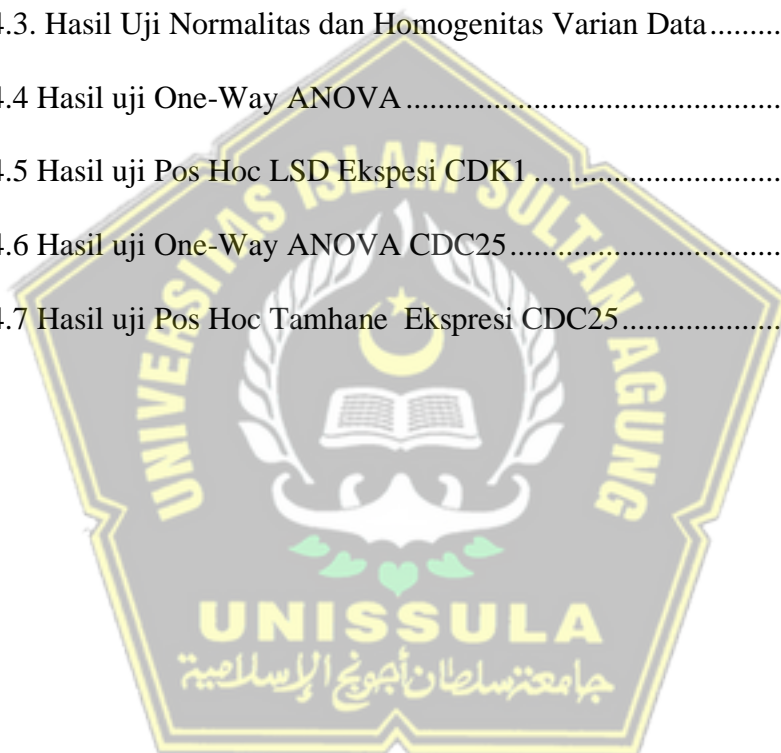 4.3. Hasil Uji Normalitas dan Homogenitas Varian Data.........
4.4 Hasil uji One-Way ANOVA.......................................
4.5 Hasil uji Pos Hoc LSD Ekspesi CDK1.........................
4.6 Hasil uji One-Way ANOVA CDC25............................
4.7 Hasil uji Pos Hoc Tamhane Ekspresi CDC25................
UNIVERSITAS ISLAM SULTAN AGUNG
UNISSULA
جامعتنسلطان أجونج الإسلامية